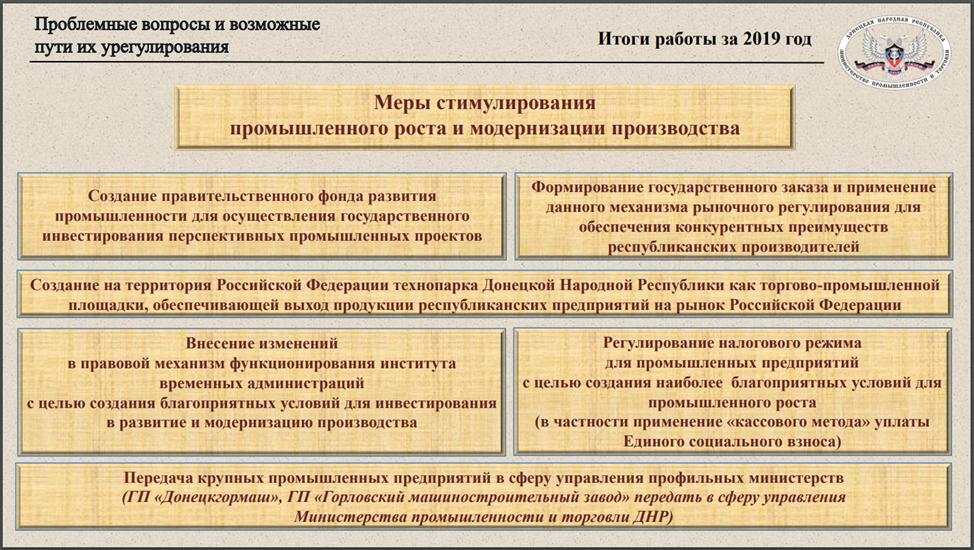 Проблемные вопросы и возможные
пути их урегулирования
Итоги работы за 2019 год
ДОНЕЦКАЯ НАРОДНАЯ РЕСПУБЛИКА
МИНИСТЕРСТВО ПРОМЫШЛЕННОСТИ И ТОРГОВЛИ
Меры стимулирования
промышленного роста и модернизации производства
Создание правительственного фонда развития
промышленности для осуществления государственного
инвестирования перспективных промышленных проектов
Формирование государственного заказа и применение
данного механизма рыночного регулирования для
обеспечения конкурентных преимуществ
республиканских производителей
Создание на территория Российской Федерации технопарка Донецкой Народной Республики как торгово-промышленной
площадки, обеспечивающей выход продукции республиканских предприятий на рынок Российской Федерации
Внесение изменений
в правовой механизм функционирования института
временных администраций
с целью создания благоприятных условий для инвестирования
в развитие и модернизацию производства
Регулирование налогового режима
для промышленных предприятий
с целью создания наиболее благоприятных условий для
промышленного роста
(в частности применение «кассового метода» уплаты
Единого социального взноса)
Передача крупных промышленных предприятий в сферу управления профильных министерств
(ГП «Донецкгормаш», ГП «Горловский машиностроительный завод» передать в сферу управления
Министерства промышленности и торговли ДНР)